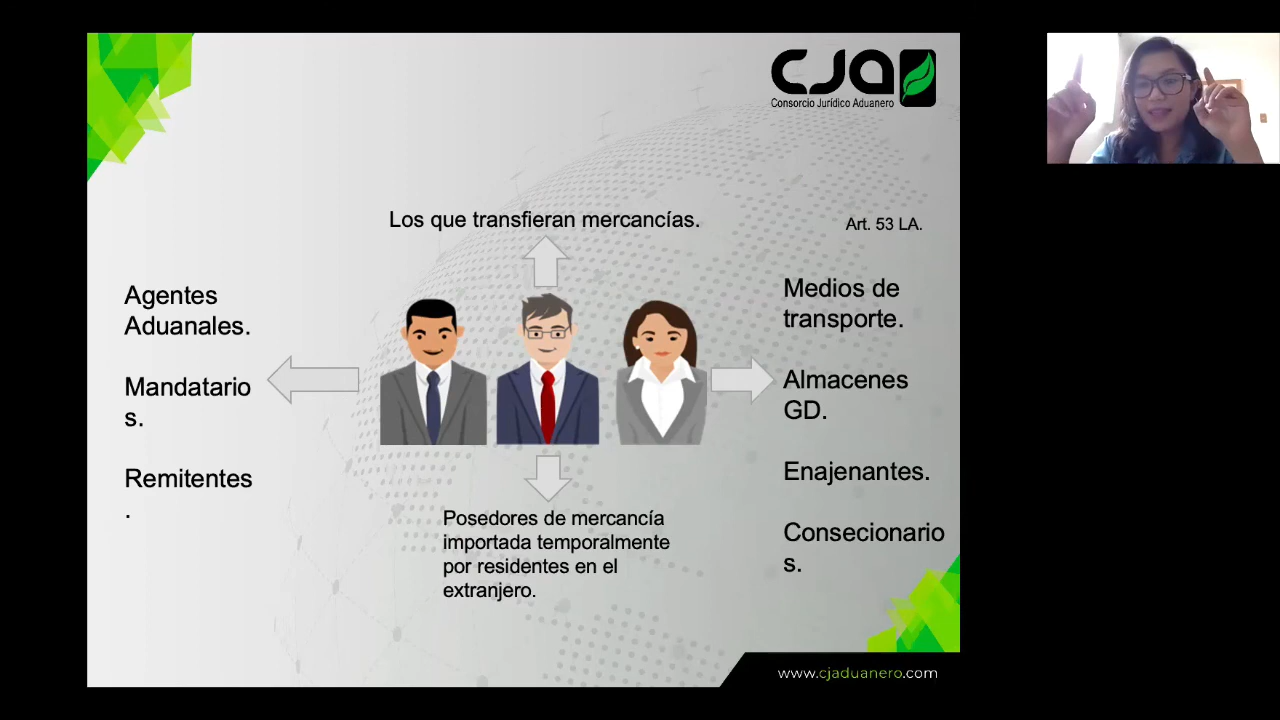 CJA
Consorcio Jurídico Aduanero
Los que transfieran mercancías.
Art. 53 LA.
Agentes
Aduanales.
Mandatario
s.
Remitentes
.
Medios de
transporte.
Almacenes
GD.
Enajenantes.
Consecionario
s.
Posedores de mercancía
importada temporalmente
por residentes en el
extranjero.
www.cjaduanero.com